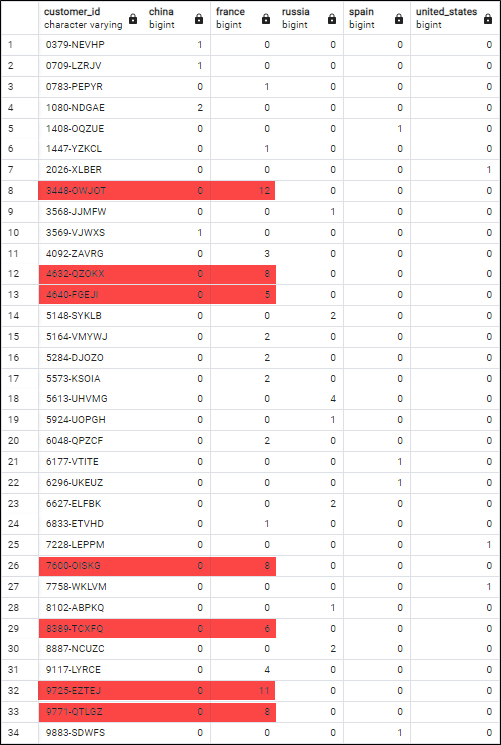 customer_id china france russia spain united_states
character varying bigint bigint bigint bigint bigint
1 0379-NEVHP 1 0 0 0 0
2 0709-LZRJV 1 0 0 0 0
3 0783-PEPYR 0 1 0 0 0
4 1080-NDGAE 2 0 0 0 0
5 1408-OQZUE 0 0 0 1 0
6 1447-YZKCL 0 1 0 0 0
7 2026-XLBER 0 0 0 0 1
8 3448-OWJOT 0 12 0 0 0
9 3568-JJMFW 0 0 1 0 0
10 3569-VJWXS 1 0 0 0 0
11 4092-ZAVRG 0 3 0 0 0
12 4632-QZOKX 0 8 0 0 0
13 4640-FGEJI 0 5 0 0 0
14 5148-SYKLB 0 0 2 0 0
15 5164-VMYWJ 0 2 0 0 0
16 5284-DJOZO 0 2 0 0 0
17 5573-KSOIA 0 2 0 0 0
18 5613-UHVMG 0 0 4 0 0
19 5924-UOPGH 0 0 1 0 0
20 6048-QPZCF 0 2 0 0 0
21 6177-VTITE 0 0 0 1 0
22 6296-UKEUZ 0 0 0 1 0
23 6627-ELFBK 0 0 2 0 0
24 6833-ETVHD 0 1 0 0 0
25 7228-LEPPM 0 0 0 0 1
26 7600-OISKG 0 8 0 0 0
27 7758-WKLVM 0 0 0 0 1
28 8102-ABPKQ 0 0 1 0 0
29 8389-TCXFQ 0 6 0 0 0
30 8887-NCUZC 0 0 2 0 0
31 9117-LYRCE 0 4 0 0 0
32 9725-EZTEJ 0 11 0 0 0
33 9771-QTLGZ 0 8 0 0 0
34 9883-SDWFS 0 0 0 1 0